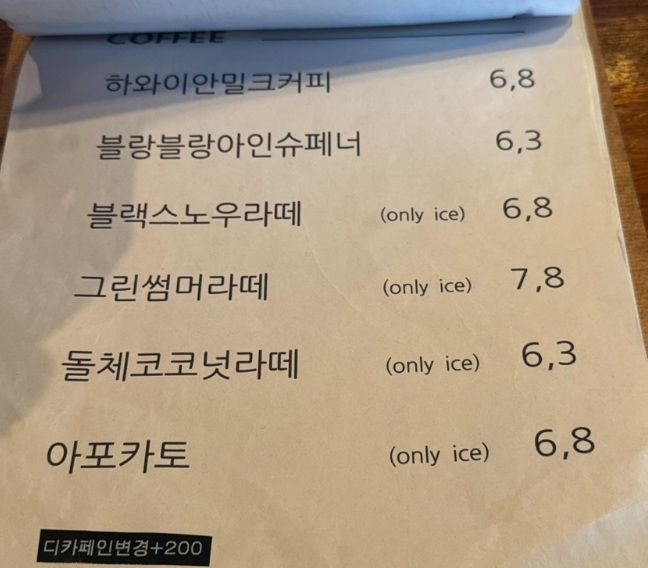 COFFEE
하와이안밀크커피 6,8
블랑블랑아인슈페너 6,3
블랙스노우라떼 (only ice) 6,8
그린썸머라떼 (only ice) 7,8
돌체코코넛라떼 (only ice) 6,3
아포카토 (only ice) 6,8
디카페인변경+200